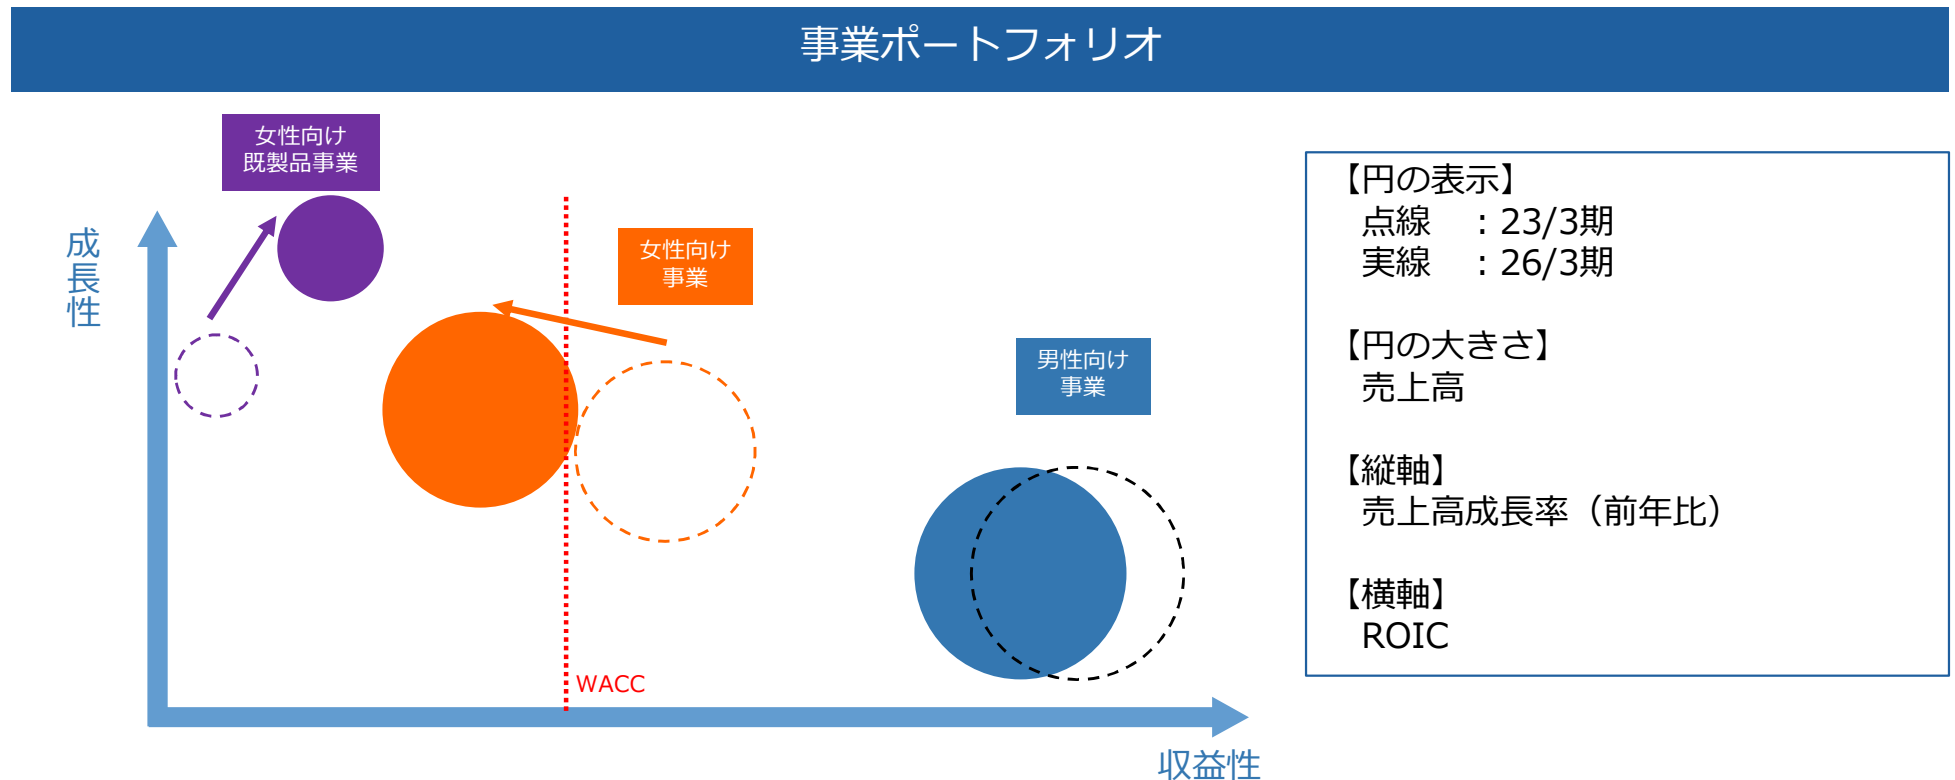 事業ポートフォリオ
女性向け
既製品事業
女性向け
事業
男性向け
事業
成長性
WACC
収益性
【円の表示】
点線　：23/3期
実線　：26/3期
【円の大きさ】
売上高
【縦軸】
売上高成長率（前年比）
【横軸】
ROIC